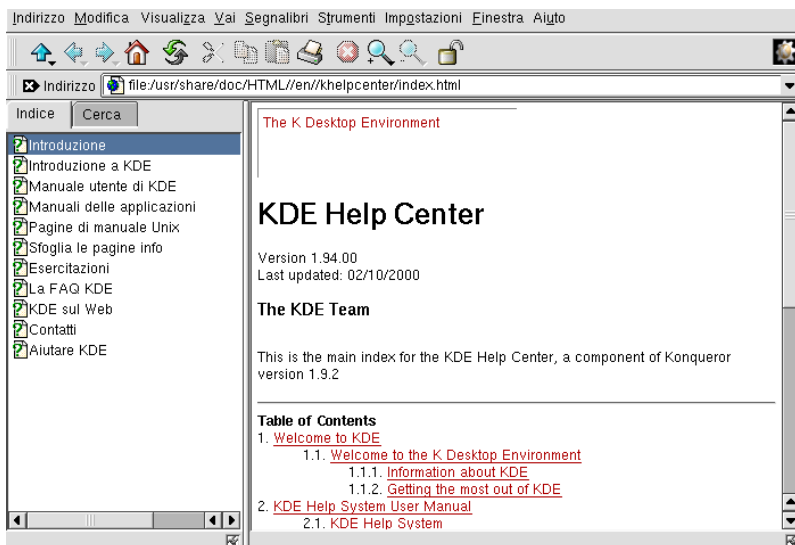 Indirizzo Modifica Visualizza Vai Segnalibri Strumenti Impostazioni Finestra Aiuto
Indirizzo file:/usr/share/doc/HTML//en//khelpcenter/index.html
Indice Cerca
Introduzione
Introduzione a KDE
Manuale utente di KDE
Manuali delle applicazioni
Pagine di manuale Unix
Sfoglia le pagine info
Esercitazioni
La FAQ KDE
KDE sul Web
Contatti
Aiutare KDE
The K Desktop Environment
KDE Help Center
Version 1.94.00
Last updated: 02/10/2000
The KDE Team
This is the main index for the KDE Help Center, a component of Konqueror
version 1.9.2
Table of Contents
1. Welcome to KDE
1.1. Welcome to the K Desktop Environment
1.1.1. Information about KDE
1.1.2. Getting the most out of KDE
2. KDE Help System User Manual
2.1. KDE Help System